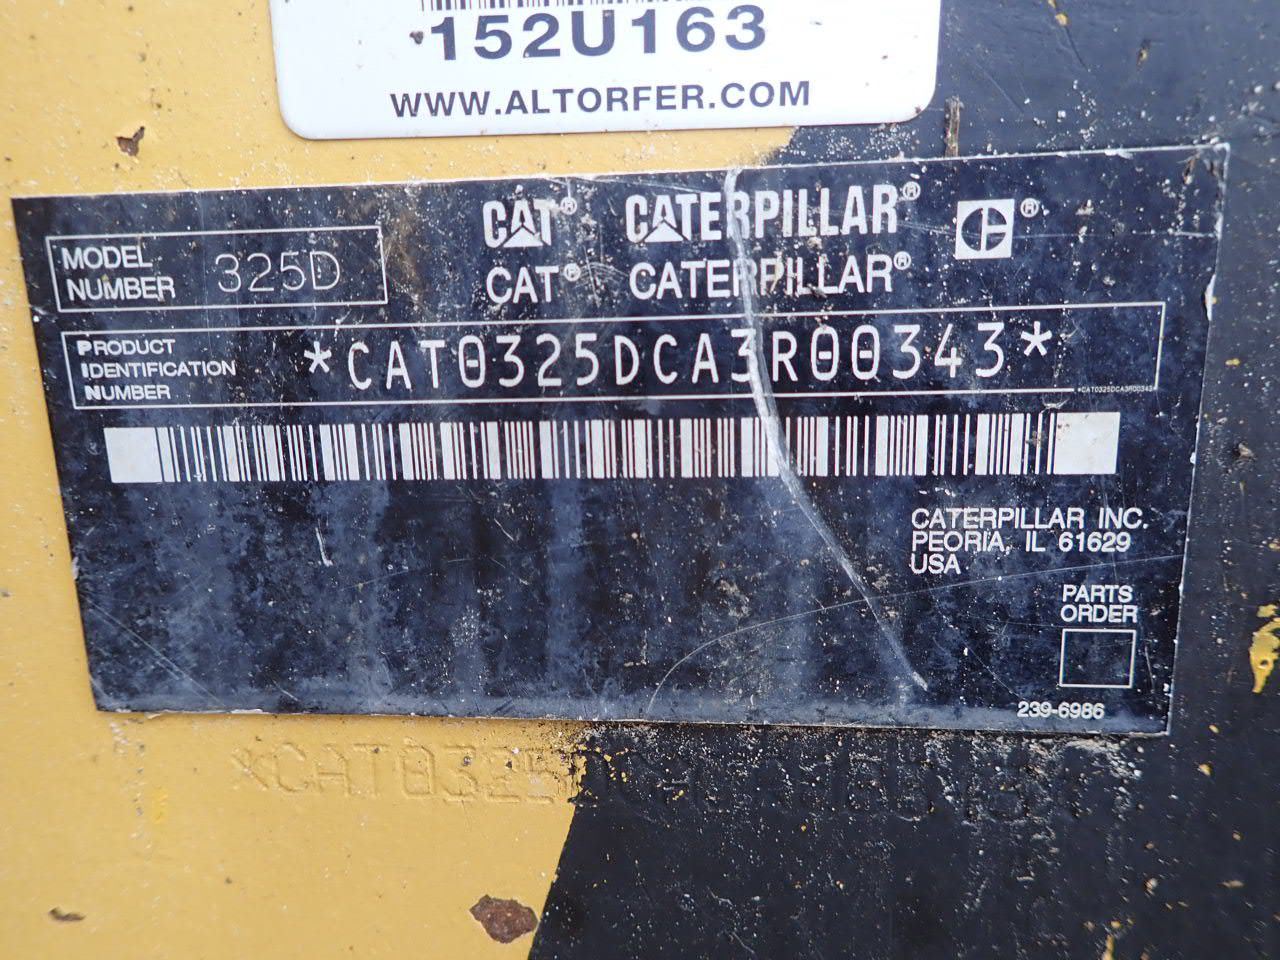 152U163
WWW.ALTORFER.COM
CAT® CATERPILLAR® ®
MODEL NUMBER 325D
CAT® CATERPILLAR®
PRODUCT IDENTIFICATION NUMBER *CAT0325DCA3R00343*
*CAT0325DCA3R00343*
CATERPILLAR INC.
PEORIA, IL 61629
USA
PARTS
ORDER
239-6986